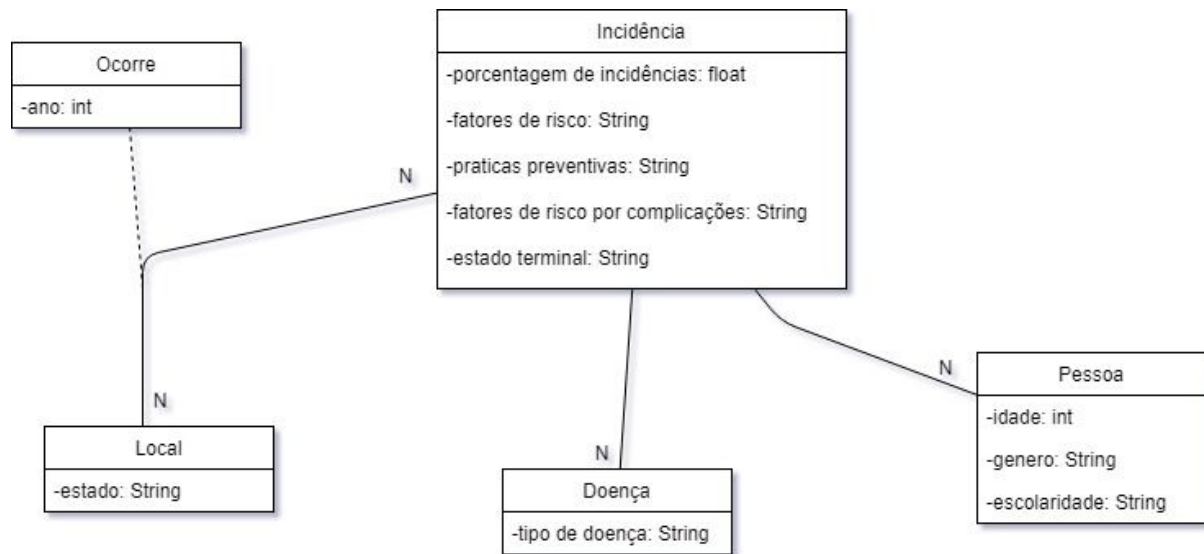 Ocorre
-ano: int
Incidência
-porcentagem de incidências: float
-fatores de risco: String
-praticas preventivas: String
-fatores de risco por complicações: String
-estado terminal: String
N
N
Local
-estado: String
N
Doença
-tipo de doença: String
N
Pessoa
-idade: int
-genero: String
-escolaridade: String